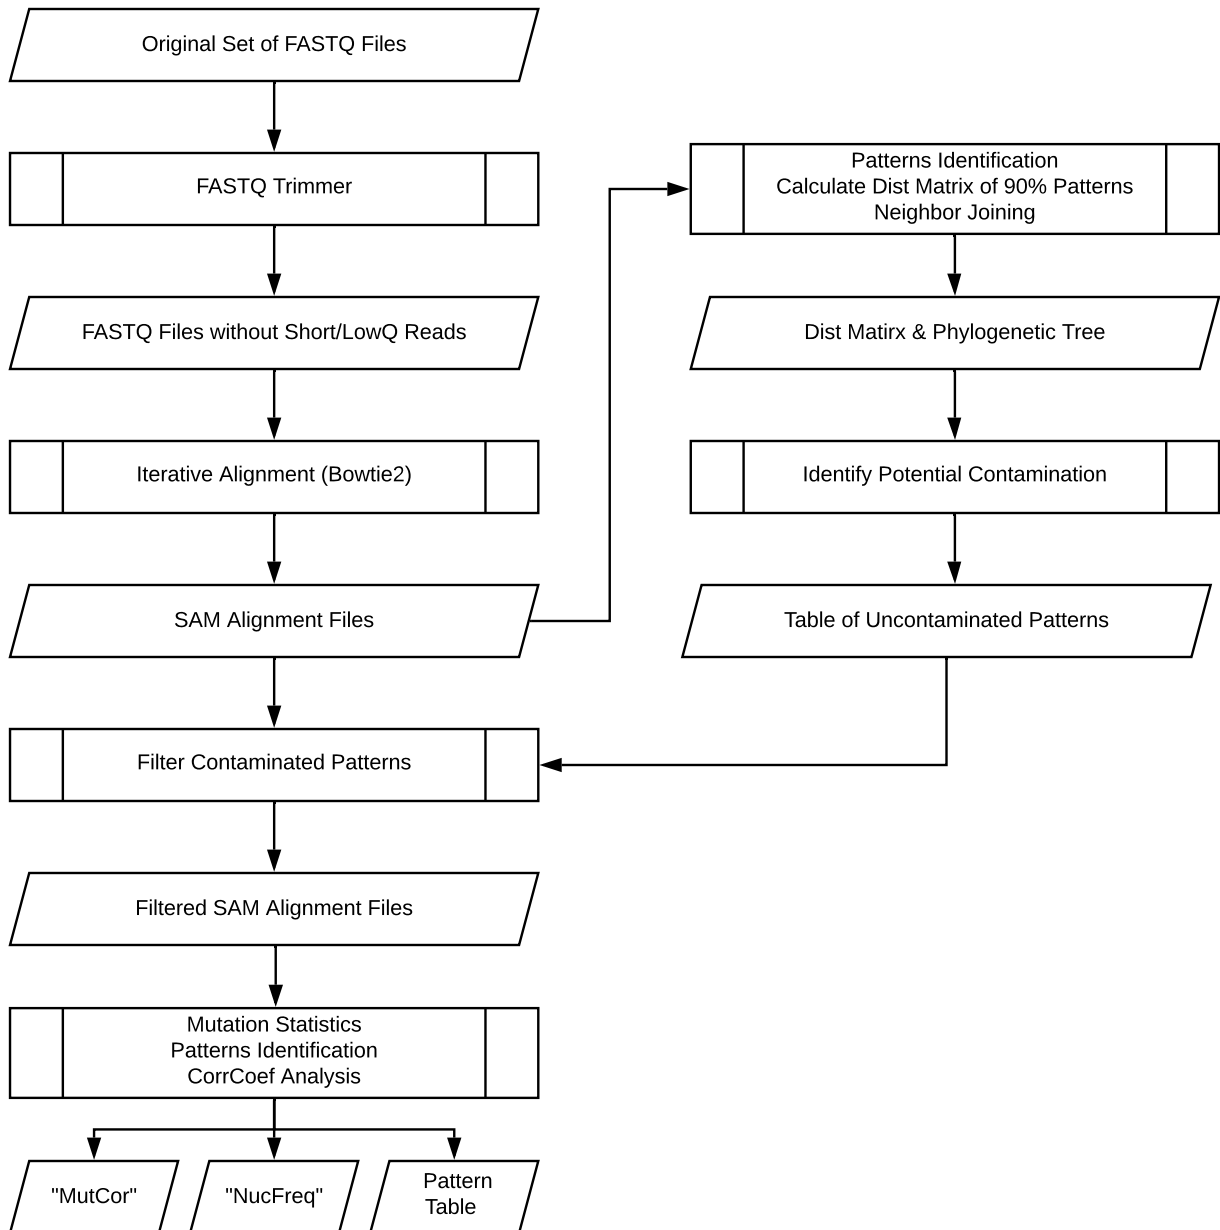 Original Set of FASTQ Files
FASTQ Trimmer
FASTQ Files without Short/LowQ Reads
Iterative Alignment (Bowtie2)
SAM Alignment Files
Patterns Identification
Calculate Dist Matrix of 90% Patterns
Neighbor Joining
Dist Matirx & Phylogenetic Tree
Identify Potential Contamination
Table of Uncontaminated Patterns
Filter Contaminated Patterns
Filtered SAM Alignment Files
Mutation Statistics
Patterns Identification
CorrCoef Analysis
"MutCor"
"NucFreq"
Pattern
Table